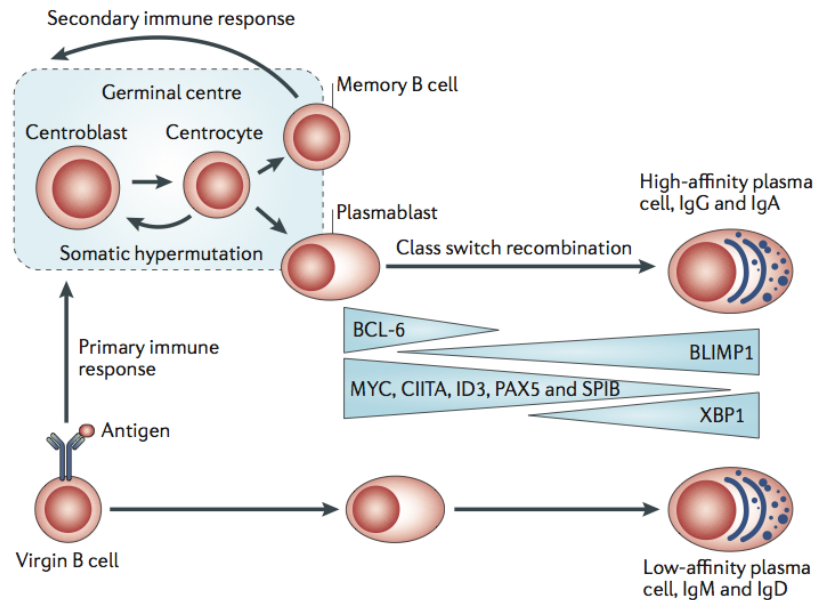 Secondary immune response
Germinal centre
Memory B cell
Centroblast
Centrocyte
High-affinity plasma
cell, IgG and IgA
Plasmablast
Somatic hypermutation
Class switch recombination
BCL-6
Primary immune
response
BLIMP1
MYC, CIITA, ID3, PAX5 and SPIB
XBP1
Antigen
Virgin B cell
Low-affinity plasma
cell, IgM and IgD